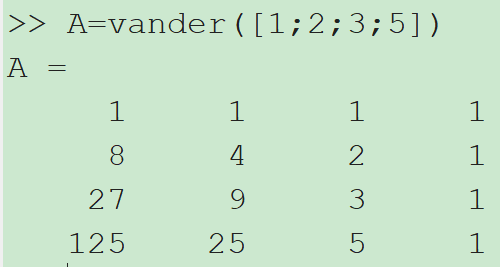 >> A=vander([1;2;3;5])
A =
1 1 1 1
8 4 2 1
27 9 3 1
125 25 5 1